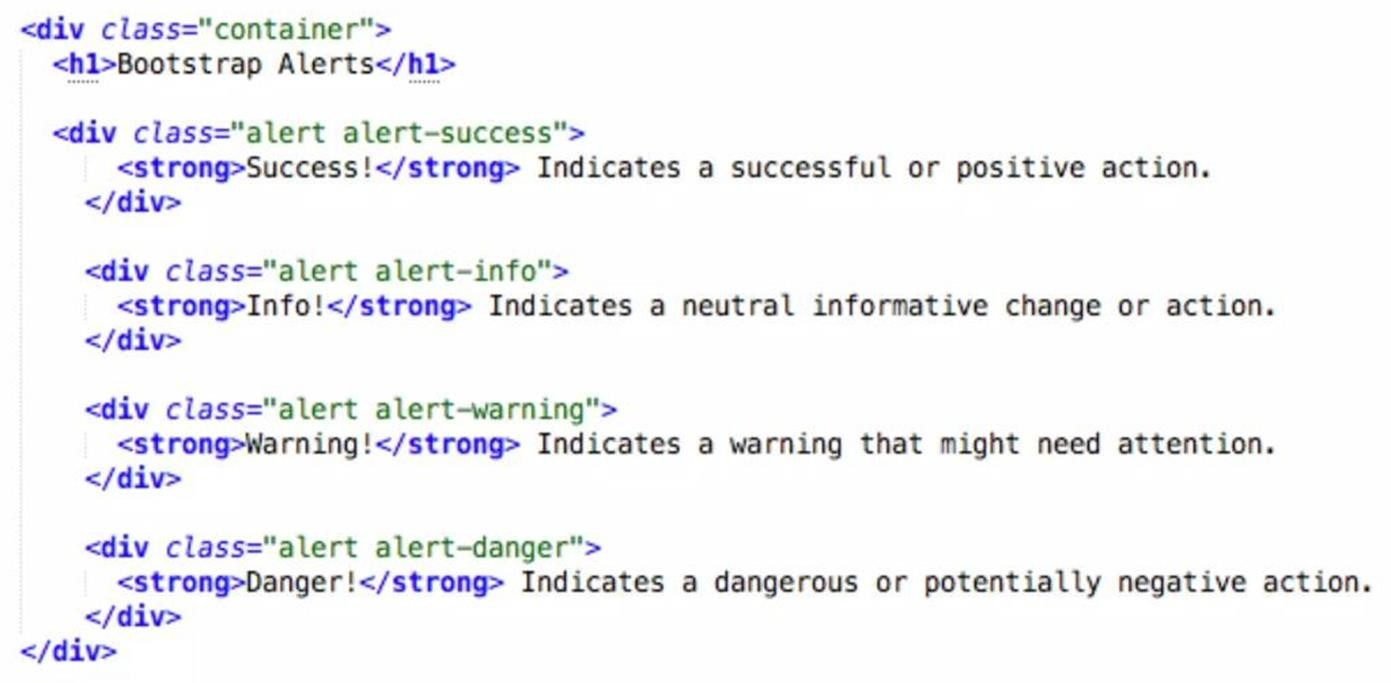 <div class="container">
<h1>Bootstrap Alerts</h1>
<div class="alert alert-success">
<strong>Success!</strong> Indicates a successful or positive action.
</div>
<div class="alert alert-info">
<strong>Info!</strong> Indicates a neutral informative change or action.
</div>
<div class="alert alert-warning">
<strong>Warning!</strong> Indicates a warning that might need attention.
</div>
<div class="alert alert-danger">
<strong>Danger!</strong> Indicates a dangerous or potentially negative action.
</div>
</div>